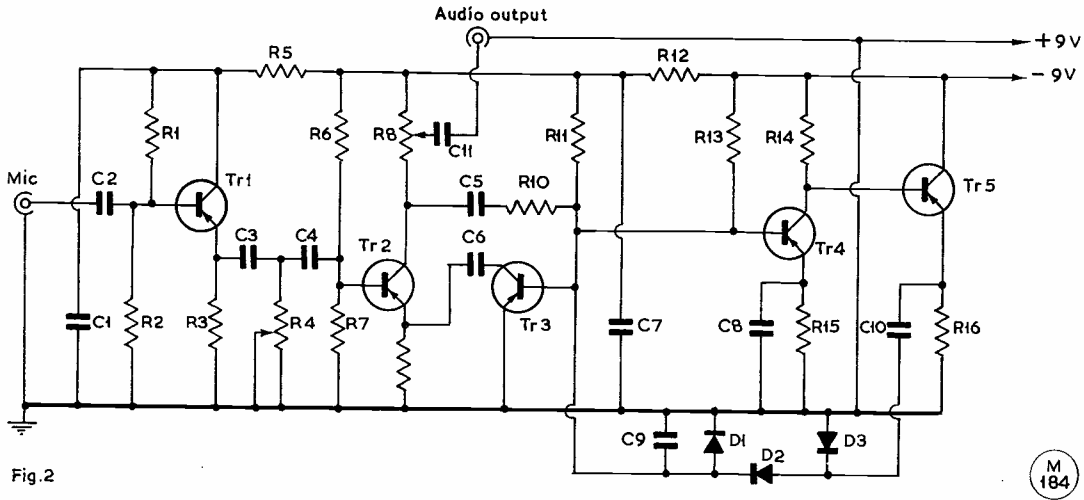 Audio output
+9V
-9V
R5
R12
R1
R6
R8
C11
R11
R13
R14
Mic
C2
Tr1
C5
R10
Tr5
C3
C4
Tr2
C6
Tr4
C1
R2
R3
R4
R7
Tr3
C7
C8
R15
C10
R16
C9
D1
D2
D3
Fig.2
M
184